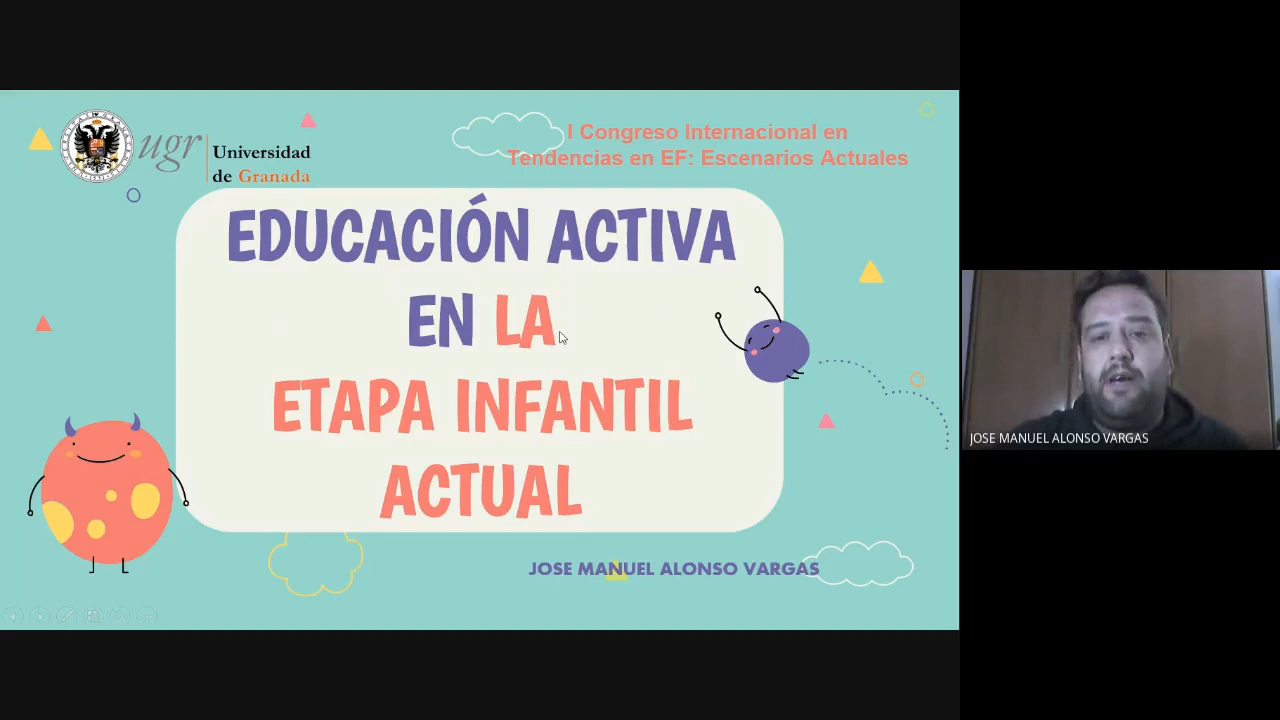 ugr
Universidad
de Granada
I Congreso Internacional en
Tendencias en EF: Escenarios Actuales
EDUCACIÓN ACTIVA
EN LA
ETAPA INFANTIL
ACTUAL
JOSE MANUEL ALONSO VARGAS
JOSE MANUEL ALONSO VARGAS